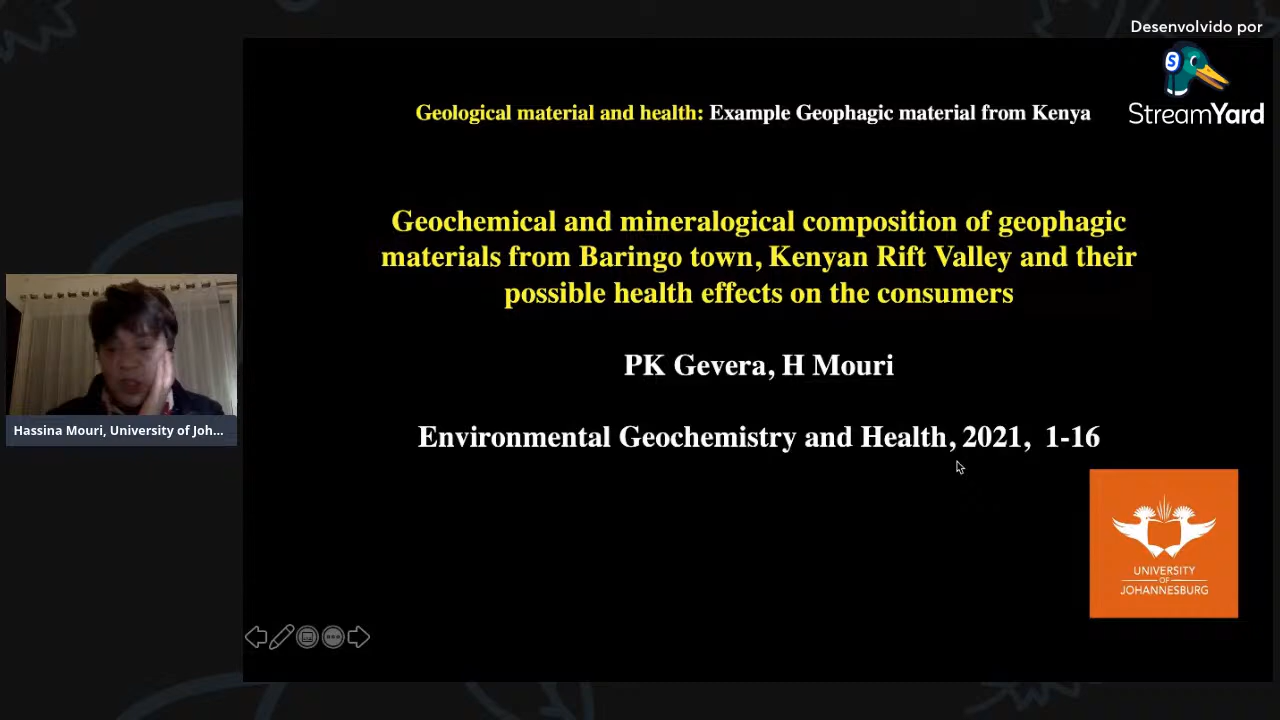 Desenvolvido por
StreamYard
Geological material and health: Example Geophagic material from Kenya
Geochemical and mineralogical composition of geophagic
materials from Baringo town, Kenyan Rift Valley and their
possible health effects on the consumers
PK Gevera, H Mouri
Environmental Geochemistry and Health, 2021, 1-16
Hassina Mouri, University of Joh...
UNIVERSITY
OF
JOHANNESBURG